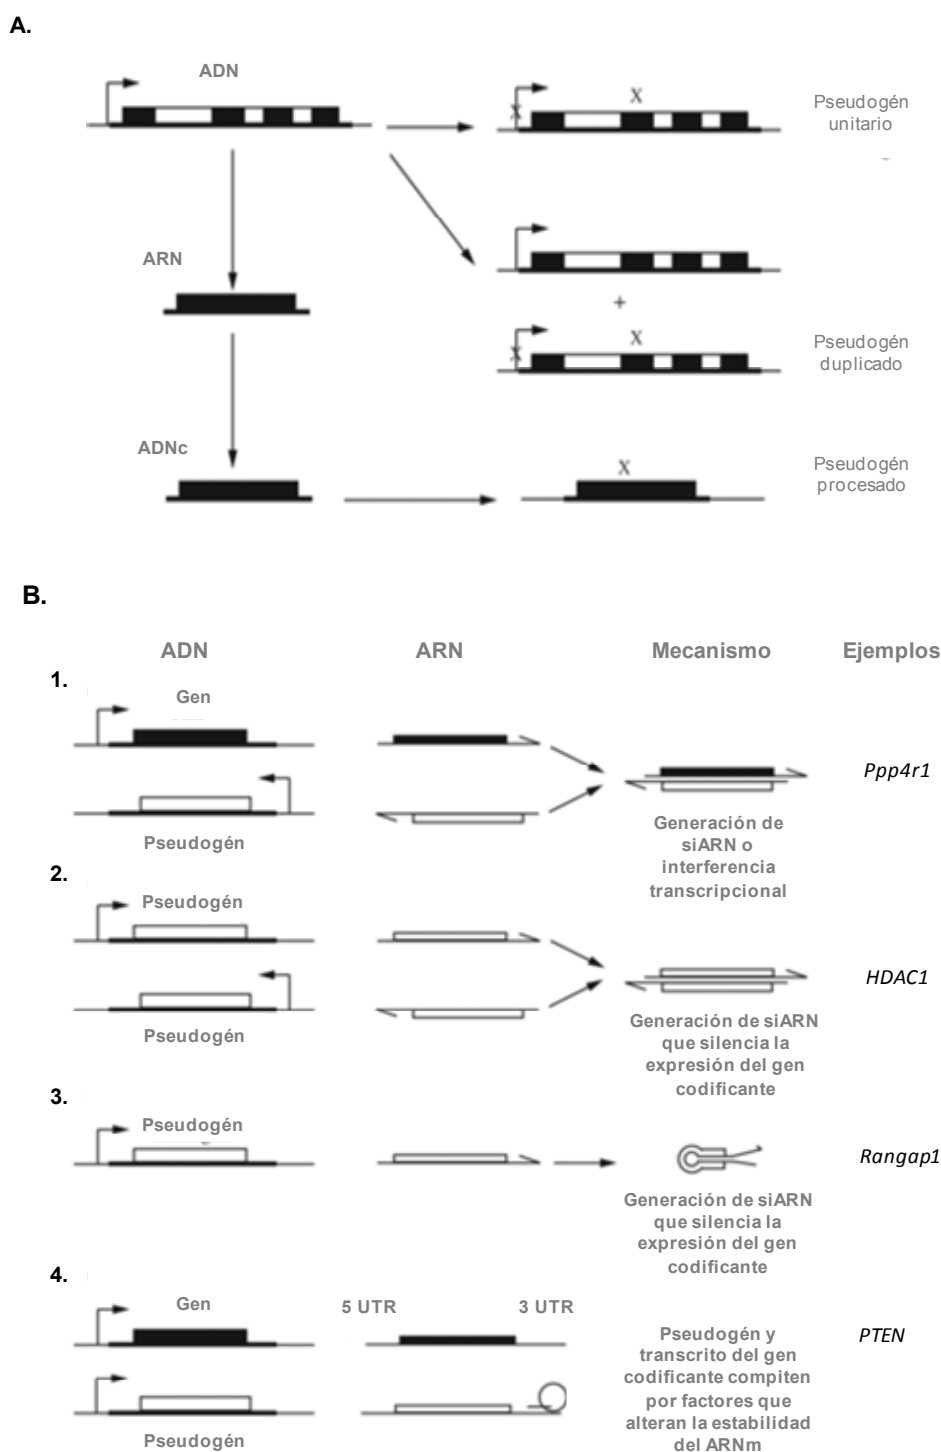 A.
ADN
X
X
Pseudogén
unitario
ARN
+
X
X
Pseudogén
duplicado
ADNc
X
Pseudogén
procesado
B.
ADN ARN Mecanismo Ejemplos
1.
Gen
Ppp4r1
Pseudogén
Generación de
siARN o
interferencia
transcripcional
2.
Pseudogén
HDAC1
Pseudogén
Generación de siARN
que silencia la
expresión del gen
codificante
3.
Pseudogén
Rangap1
Generación de siARN
que silencia la
expresión del gen
codificante
4.
Gen
5 UTR 3 UTR
PTEN
Pseudogén y
transcrito del gen
codificante compiten
por factores que
alteran la estabilidad
del ARNm
Pseudogén